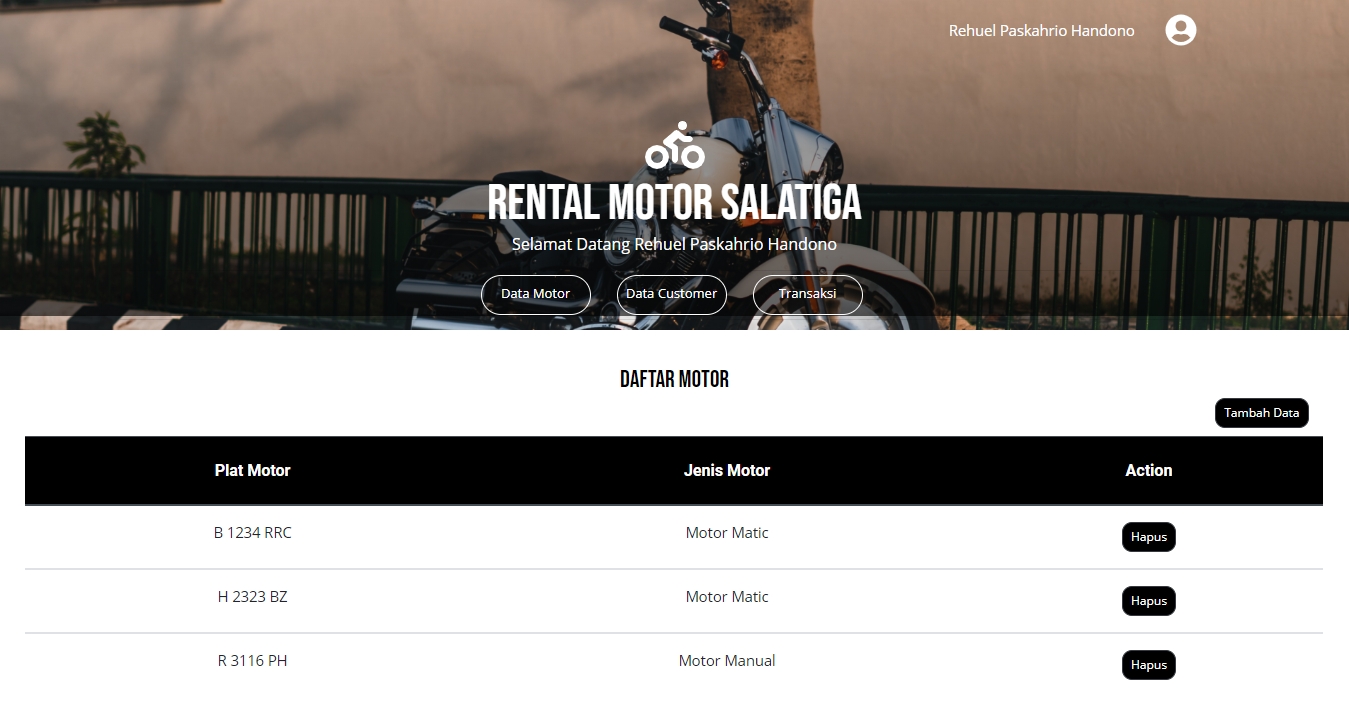 Rehuel Paskahrio Handono
RENTAL MOTOR SALATIGA
Selamat Datang Rehuel Paskahrio Handono
Data Motor Data Customer Transaksi
DAFTAR MOTOR
Tambah Data
Plat Motor Jenis Motor Action
B 1234 RRC Motor Matic Hapus
H 2323 BZ Motor Matic Hapus
R 3116 PH Motor Manual Hapus